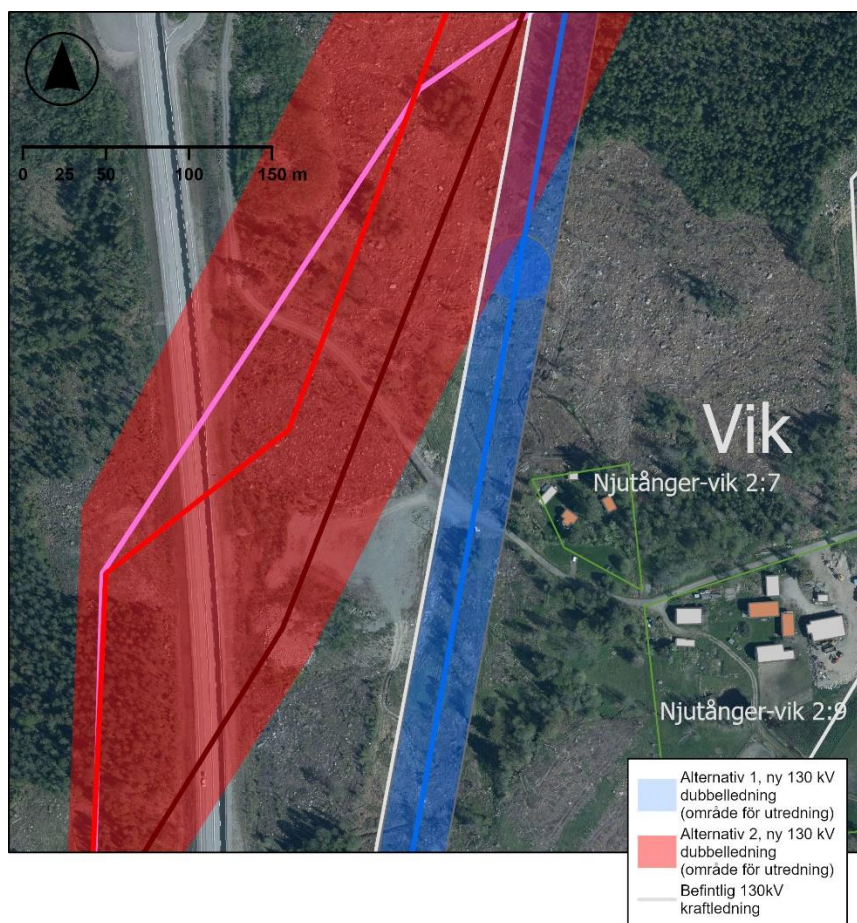 0 25 50 100 150 m
Vik
Njutånger-vik 2:7
Njutånger-vik 2:9
Alternativ 1, ny 130 kV
dubbelledning
(område för utredning)
Alternativ 2, ny 130 kV
dubbelledning
(område för utredning)
Befintlig 130kV
kraftledning